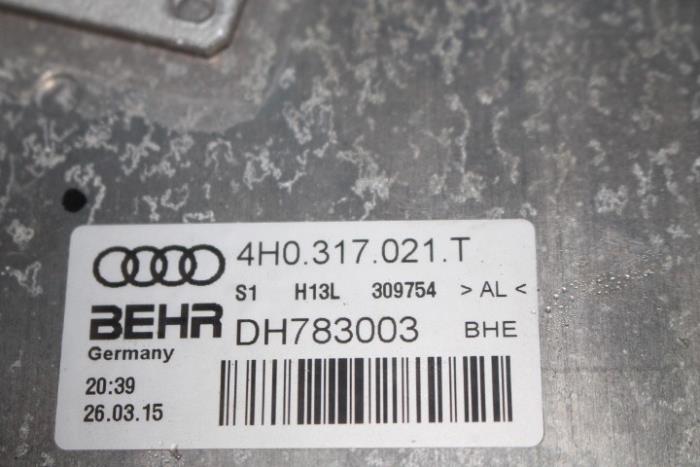 4H0.317.021.T
S1 H13L 309754 > AL <
BEHR DH783003 BHE
Germany
20:39
26.03.15